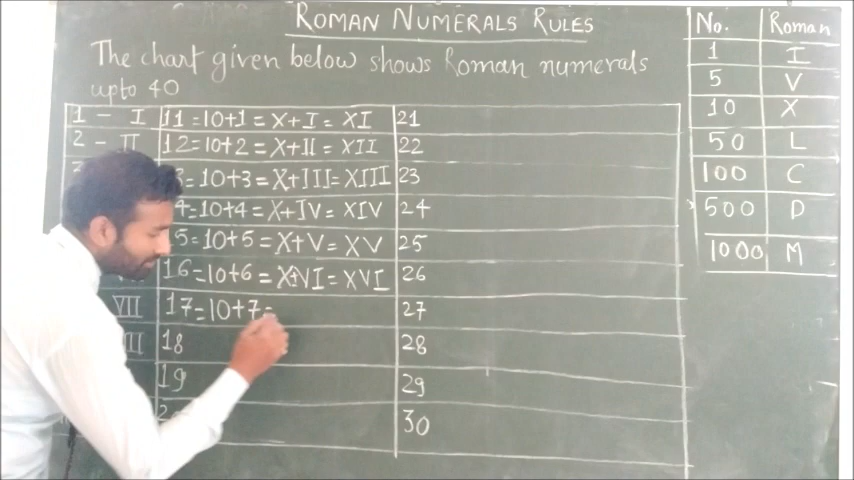 ROMAN NUMERALS RULES
The chart given below shows Roman numerals
upto 40
1 - I
2 - II
VII
11 = 10+1 = X+I = XI
12 = 10+2 = X+II = XII
3 = 10+3 = X+III = XIII
4 = 10+4 = X+IV = XIV
5 = 10+5 = X+V = XV
16 = 10+6 = X+VI = XVI
17 = 10+7 =
18
19
21
22
23
24
25
26
27
28
29
30
No. Roman
1 I
5 V
10 X
50 L
100 C
500 D
1000 M